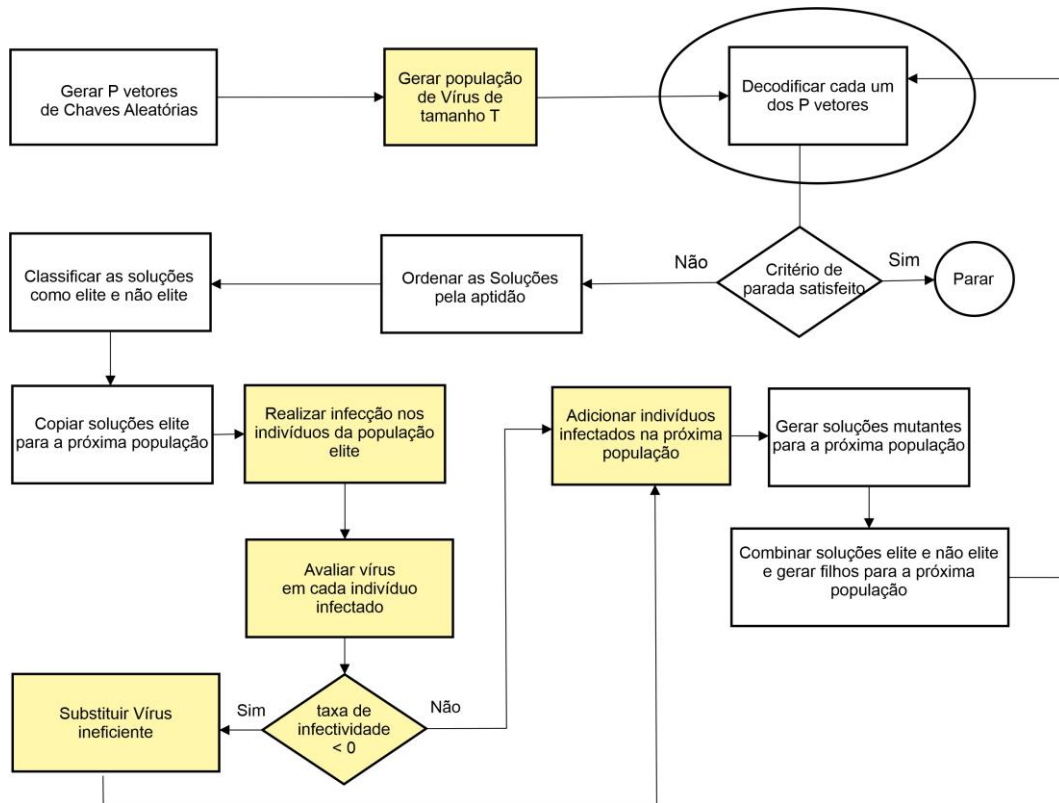 Gerar P vetores
de Chaves Aleatórias
Gerar população
de Vírus de
tamanho T
Decodificar cada um
dos P vetores
Classificar as soluções
como elite e não elite
Ordenar as Soluções
pela aptidão
Não
Critério de
parada satisfeito
Sim
Parar
Copiar soluções elite
para a próxima população
Realizar infecção nos
indivíduos da população
elite
Adicionar indivíduos
infectados na próxima
população
Gerar soluções mutantes
para a próxima população
Avaliar vírus
em cada indivíduo
infectado
Combinar soluções elite e não elite
e gerar filhos para a próxima
população
Substituir Vírus
ineficiente
Sim
taxa de
infectividade
< 0
Não